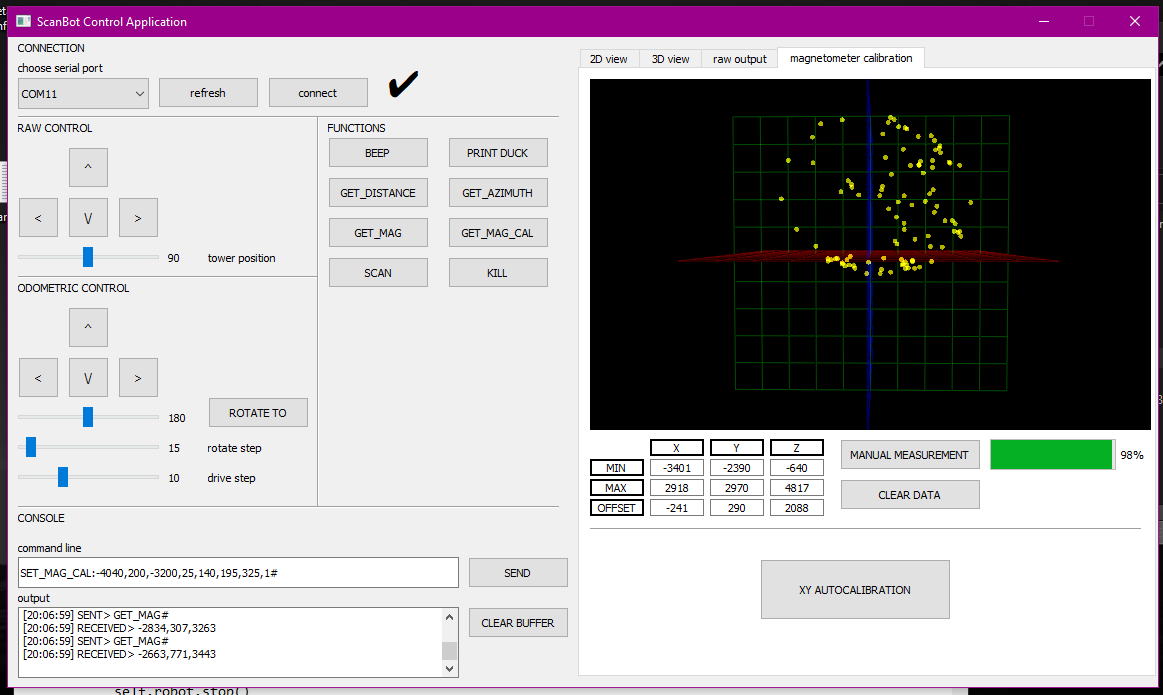 ScanBot Control Application
CONNECTION
choose serial port
COM11
refresh
connect
RAW CONTROL
^
<
V
>
90
tower position
ODOMETRIC CONTROL
^
<
V
>
180
ROTATE TO
15
rotate step
10
drive step
FUNCTIONS
BEEP
PRINT DUCK
GET_DISTANCE
GET_AZIMUTH
GET_MAG
GET_MAG_CAL
SCAN
KILL
CONSOLE
command line
SET_MAG_CAL:-4040,200,-3200,25,140,195,325,1#
SEND
output
[20:06:59] SENT> GET_MAG#
[20:06:59] RECEIVED> -2834,307,3263
[20:06:59] SENT> GET_MAG#
[20:06:59] RECEIVED> -2663,771,3443
CLEAR BUFFER
2D view
3D view
raw output
magnetometer calibration
X Y Z
MIN -3401 -2390 -640
MAX 2918 2970 4817
OFFSET -241 290 2088
MANUAL MEASUREMENT
98%
CLEAR DATA
XY AUTOCALIBRATION
self.robot.stop()